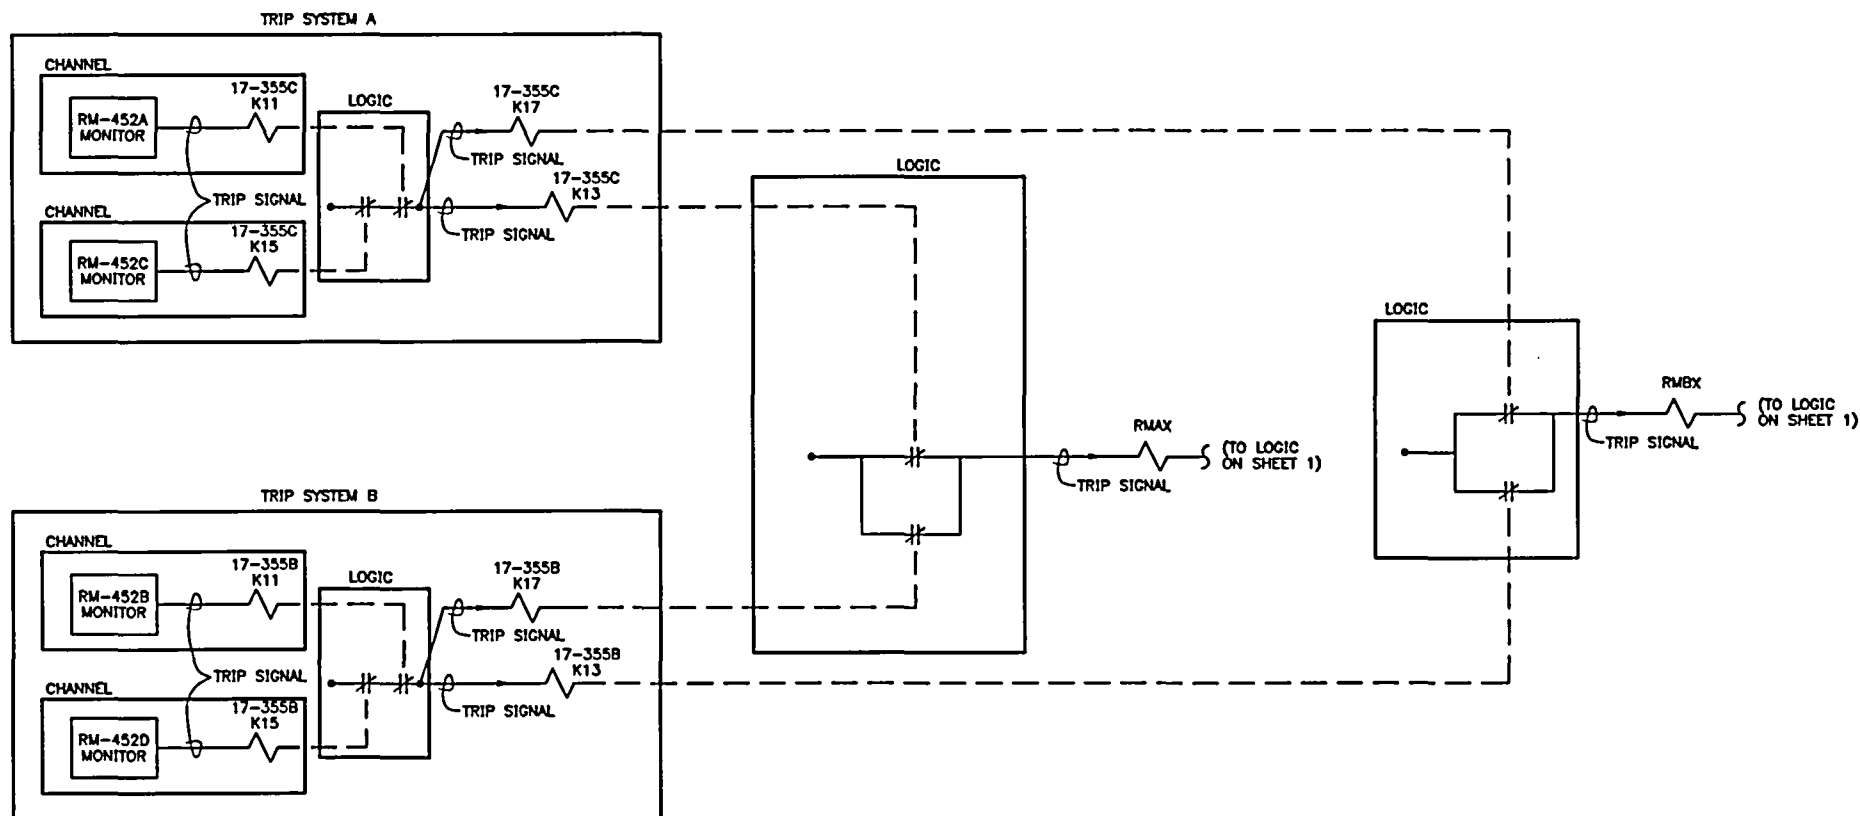 TRIP SYSTEM A
CHANNEL
RM-452A
MONITOR
17-355C
K11
TRIP SIGNAL
CHANNEL
RM-452C
MONITOR
17-355C
K15
LOGIC
17-355C
K17
TRIP SIGNAL
17-355C
K13
TRIP SIGNAL
TRIP SYSTEM B
CHANNEL
RM-452B
MONITOR
17-355B
K11
TRIP SIGNAL
CHANNEL
RM-452D
MONITOR
17-355B
K15
LOGIC
17-355B
K17
TRIP SIGNAL
17-355B
K13
TRIP SIGNAL
LOGIC
RMAX
TRIP SIGNAL
(TO LOGIC
ON SHEET 1)
LOGIC
RMBX
TRIP SIGNAL
(TO LOGIC
ON SHEET 1)